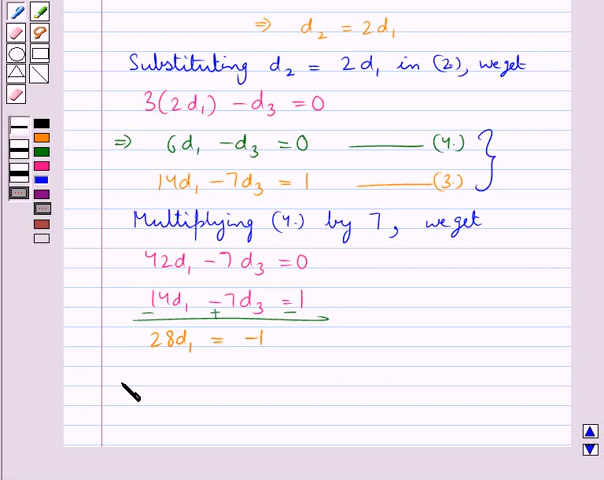 ⇒ d₂ = 2d₁
Substituting d₂ = 2d₁ in (2), we get
3(2d₁) - d₃ = 0
⇒ 6d₁ - d₃ = 0 ——— (4.)
14d₁ - 7d₃ = 1 ——— (3.)
Multiplying (4.) by 7, we get
42d₁ - 7d₃ = 0
14d₁ - 7d₃ = 1
- + -
28d₁ = -1